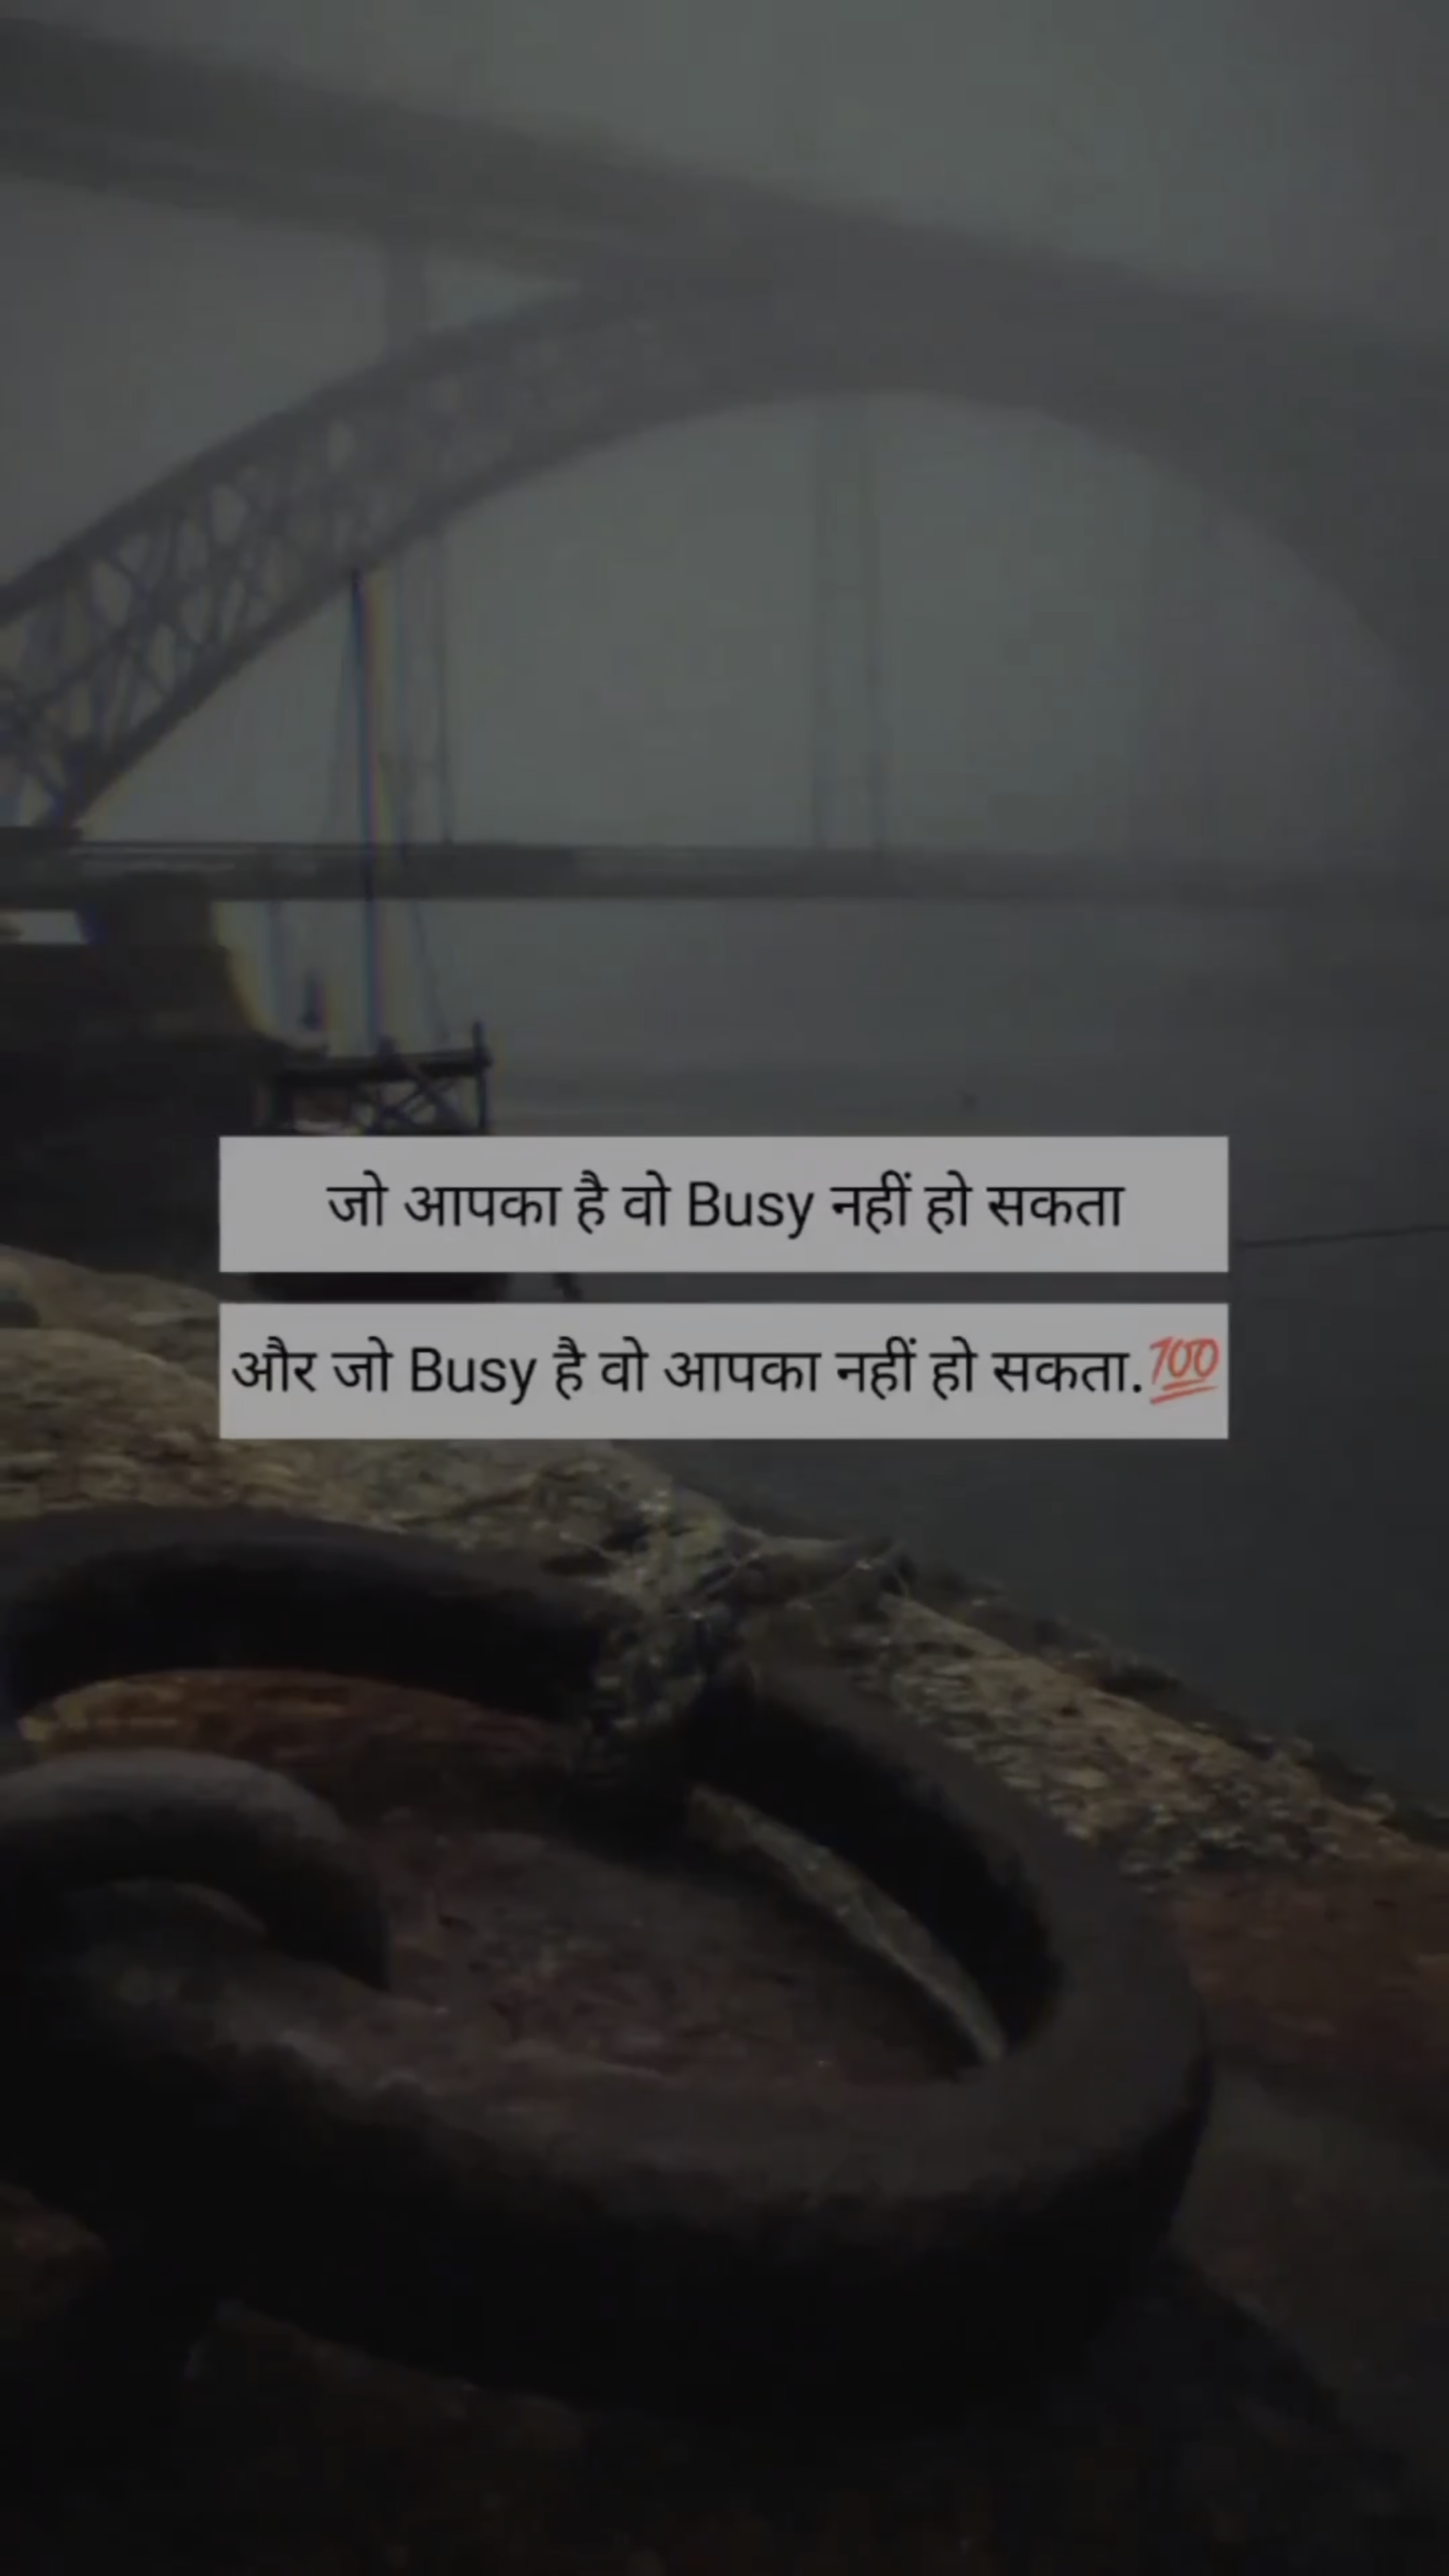 जो आपका है वो Busy नहीं हो सकता
और जो Busy है वो आपका नहीं हो सकता.💯